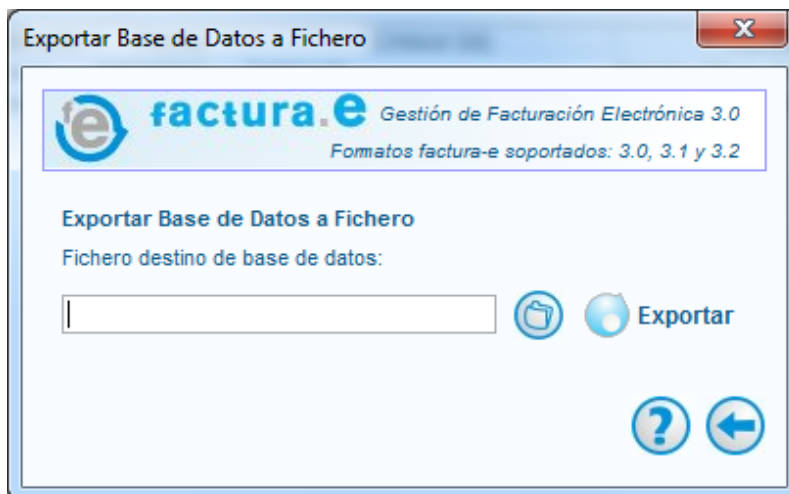 Exportar Base de Datos a Fichero
factura.e Gestión de Facturación Electrónica 3.0
Formatos factura-e soportados: 3.0, 3.1 y 3.2
Exportar Base de Datos a Fichero
Fichero destino de base de datos:
Exportar
?